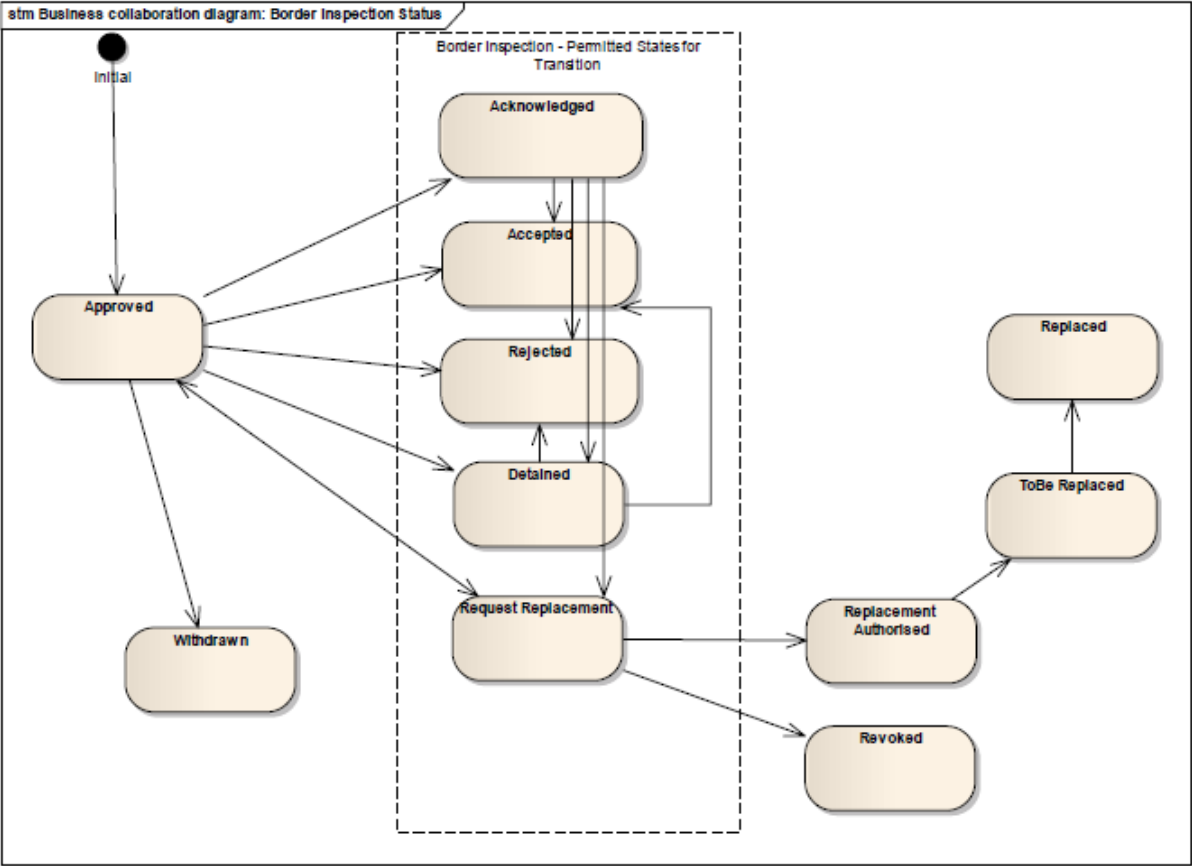 stm Business collaboration diagram: Border Inspection Status
Initial
Border Inspection - Permitted States for
Transition
Acknowledged
Accepted
Approved
Rejected
Replaced
Detained
ToBe Replaced
Request Replacement
Replacement
Authorised
Withdrawn
Revoked